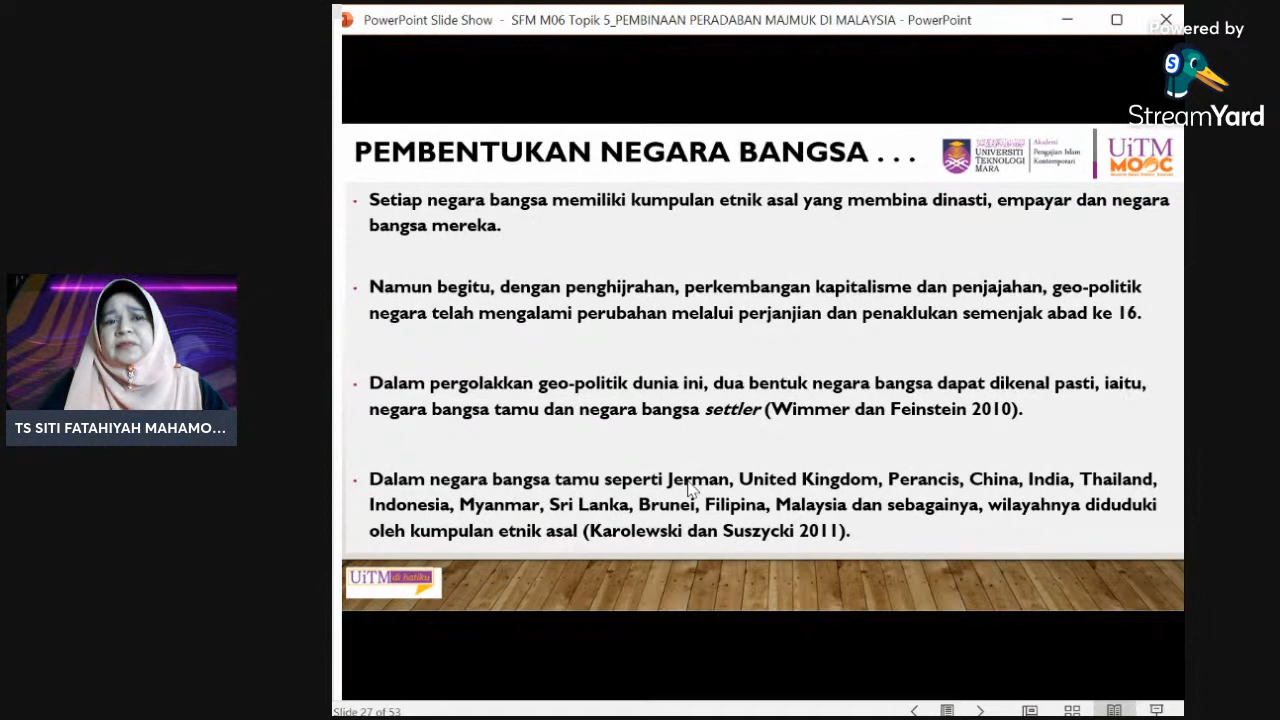 PowerPoint Slide Show - SFM M06 Topik 5_PEMBINAAN PERADABAN MAJMUK DI MALAYSIA - PowerPoint
Powered by
StreamYard
PEMBENTUKAN NEGARA BANGSA . . .
UNIVERSITI
TEKNOLOGI
MARA
Akademi
Pengajian Islam
Kontemporari
UiTM
MOOC
• Setiap negara bangsa memiliki kumpulan etnik asal yang membina dinasti, empayar dan negara
bangsa mereka.
• Namun begitu, dengan penghijrahan, perkembangan kapitalisme dan penjajahan, geo-politik
negara telah mengalami perubahan melalui perjanjian dan penaklukan semenjak abad ke 16.
• Dalam pergolakkan geo-politik dunia ini, dua bentuk negara bangsa dapat dikenal pasti, iaitu,
negara bangsa tamu dan negara bangsa settler (Wimmer dan Feinstein 2010).
• Dalam negara bangsa tamu seperti Jerman, United Kingdom, Perancis, China, India, Thailand,
Indonesia, Myanmar, Sri Lanka, Brunei, Filipina, Malaysia dan sebagainya, wilayahnya diduduki
oleh kumpulan etnik asal (Karolewski dan Suszycki 2011).
TS SITI FATAHIYAH MAHAMO...
UiTM di hatiku
Slide 27 of 53